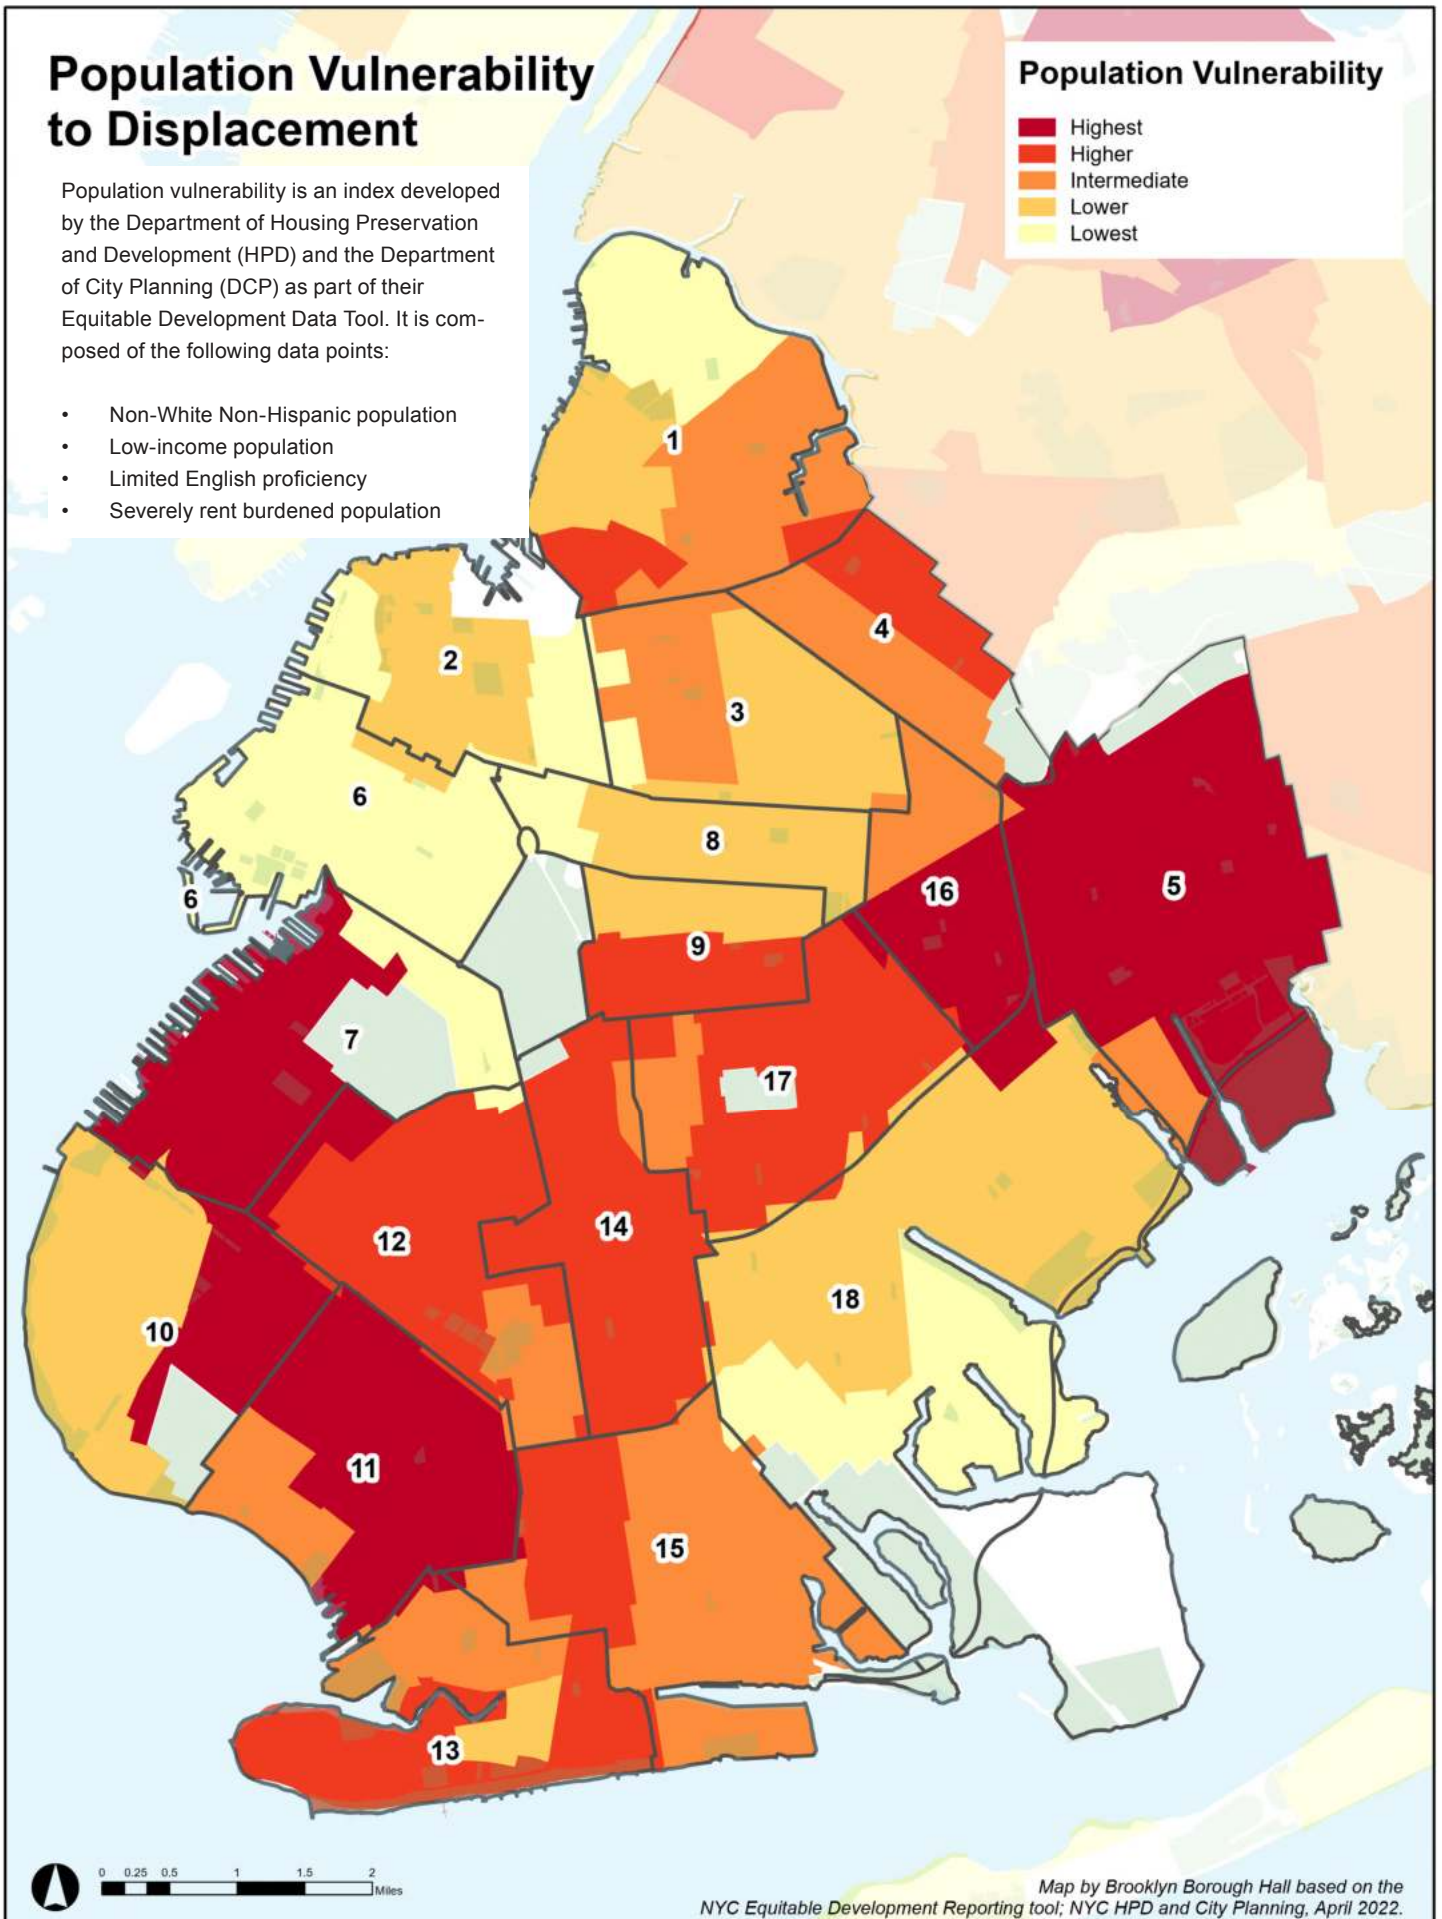 Population Vulnerability
to Displacement
Population vulnerability is an index developed
by the Department of Housing Preservation
and Development (HPD) and the Department
of City Planning (DCP) as part of their
Equitable Development Data Tool. It is com-
posed of the following data points:
• Non-White Non-Hispanic population
• Low-income population
• Limited English proficiency
• Severely rent burdened population
Population Vulnerability
Highest
Higher
Intermediate
Lower
Lowest
1
2
4
3
6
8
5
16
6
9
7
17
14
12
18
10
11
15
13
0 0.25 0.5 1 1.5 2
Miles
Map by Brooklyn Borough Hall based on the
NYC Equitable Development Reporting tool; NYC HPD and City Planning, April 2022.